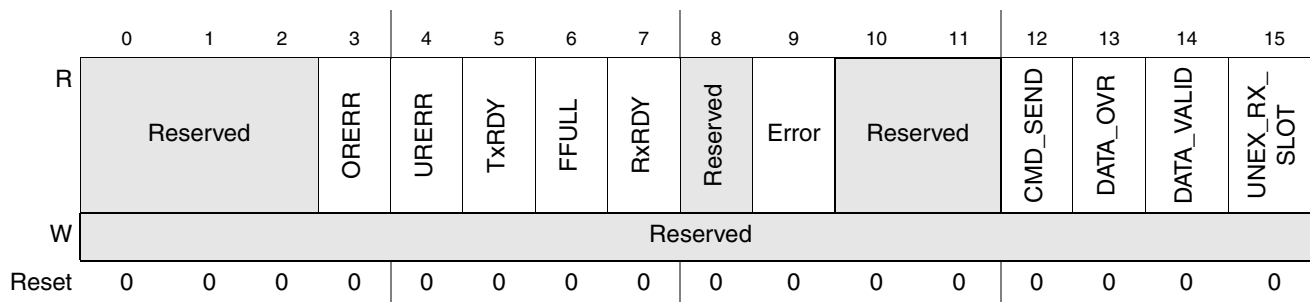 0 1 2 3 4 5 6 7 8 9 10 11 12 13 14 15
R Reserved ORERR URERR TxRDY FFULL RxRDY Reserved Error Reserved CMD_SEND DATA_OVR DATA_VALID UNEX_RX_
SLOT
W Reserved
Reset 0 0 0 0 0 0 0 0 0 0 0 0 0 0 0 0